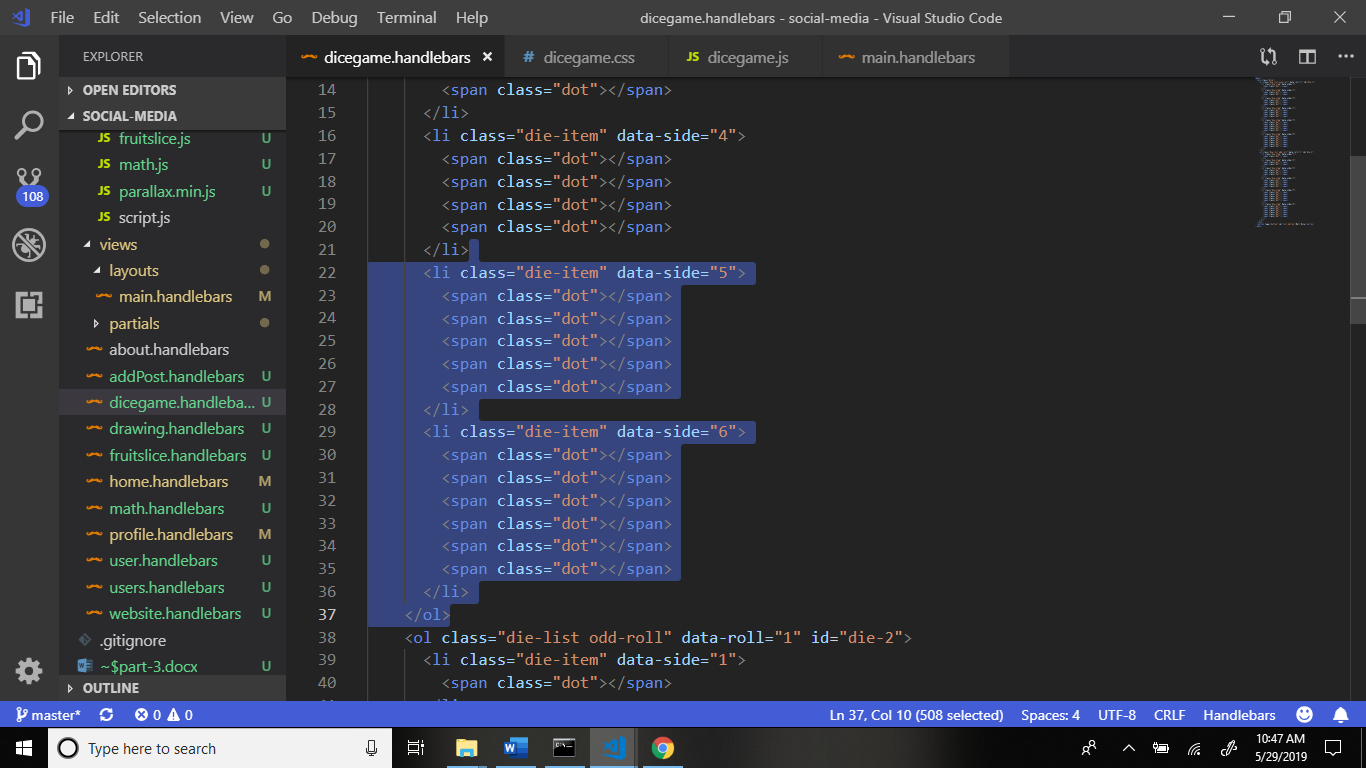 File Edit Selection View Go Debug Terminal Help dicegame.handlebars - social-media - Visual Studio Code
EXPLORER
OPEN EDITORS
SOCIAL-MEDIA
JS fruitslice.js U
JS math.js U
JS parallax.min.js U
JS script.js
views
layouts
main.handlebars M
partials
about.handlebars
addPost.handlebars U
dicegame.handleba... U
drawing.handlebars U
fruitslice.handlebars U
home.handlebars M
math.handlebars U
profile.handlebars M
user.handlebars U
users.handlebars U
website.handlebars U
.gitignore
~$part-3.docx U
OUTLINE
108
dicegame.handlebars × # dicegame.css JS dicegame.js main.handlebars
14 <span class="dot"></span>
15 </li>
16 <li class="die-item" data-side="4">
17 <span class="dot"></span>
18 <span class="dot"></span>
19 <span class="dot"></span>
20 <span class="dot"></span>
21 </li>
22 <li class="die-item" data-side="5">
23 <span class="dot"></span>
24 <span class="dot"></span>
25 <span class="dot"></span>
26 <span class="dot"></span>
27 <span class="dot"></span>
28 </li>
29 <li class="die-item" data-side="6">
30 <span class="dot"></span>
31 <span class="dot"></span>
32 <span class="dot"></span>
33 <span class="dot"></span>
34 <span class="dot"></span>
35 <span class="dot"></span>
36 </li>
37 </ol>
38 <ol class="die-list odd-roll" data-roll="1" id="die-2">
39 <li class="die-item" data-side="1">
40 <span class="dot"></span>
master* 0 0 Ln 37, Col 10 (508 selected) Spaces: 4 UTF-8 CRLF Handlebars
Type here to search
10:47 AM
5/29/2019